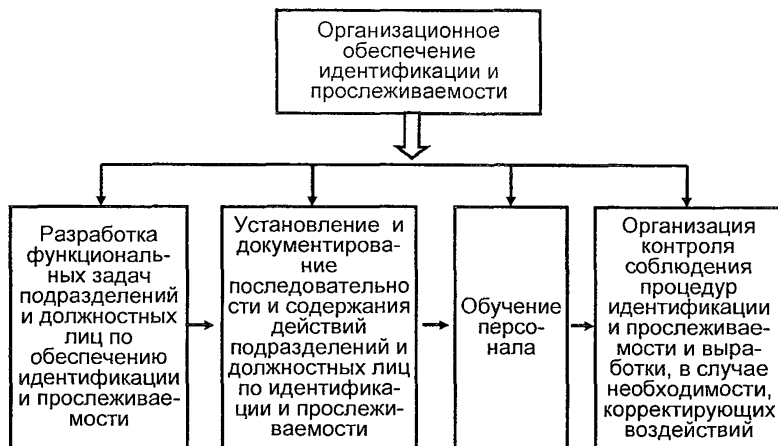 Организационное
обеспечение
идентификации и
прослеживаемости
Разработка
функциональ-
ных задач
подразделений
и должностных
лиц по
обеспечению
идентификации
и прослеживае-
мости
Установление и
документирова-
ние
последовательно-
сти и содержания
действий
подразделений и
должностных лиц
по идентифика-
ции и прослежи-
ваемости
Обучение
персо-
нала
Организация
контроля
соблюдения
процедур
идентификации
и прослеживае-
мости и выра-
ботки, в случае
необходимости,
корректирующих
воздействий